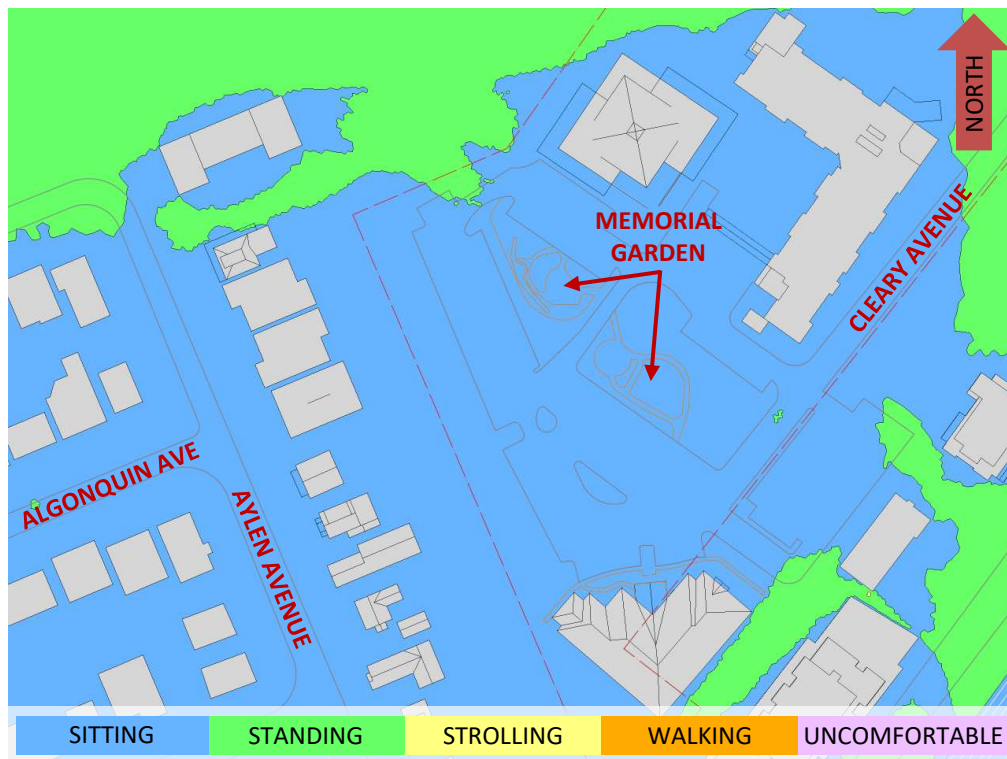 NORTH
MEMORIAL
GARDEN
CLEARY AVENUE
ALGONQUIN AVE
AYLEN AVENUE
SITTING
STANDING
STROLLING
WALKING
UNCOMFORTABLE